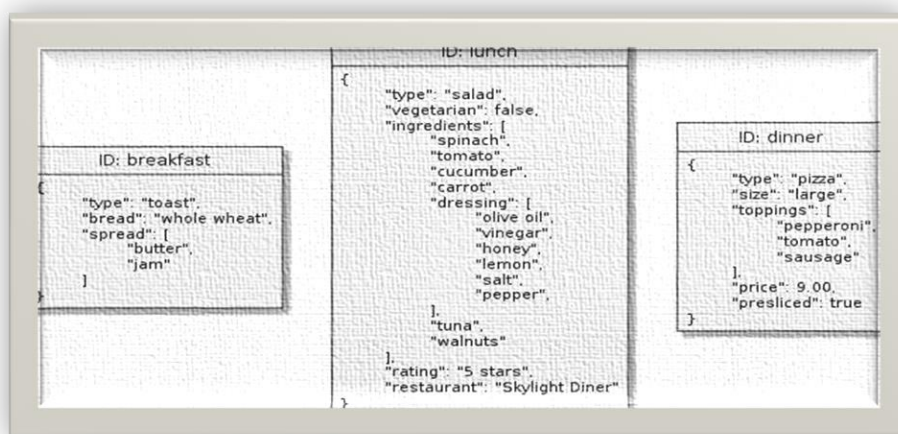 ID: breakfast
{
"type": "toast",
"bread": "whole wheat",
"spread": [
"butter",
"jam"
]
}
ID: lunch
{
"type": "salad",
"vegetarian": false,
"ingredients": [
"spinach",
"tomato",
"cucumber",
"carrot",
"dressing": [
"olive oil",
"vinegar",
"honey",
"lemon",
"salt",
"pepper",
],
"tuna",
"walnuts"
],
"rating": "5 stars",
"restaurant": "Skylight Diner"
}
ID: dinner
{
"type": "pizza",
"size": "large",
"toppings": [
"pepperoni",
"tomato",
"sausage"
],
"price": 9.00,
"presliced": true
}